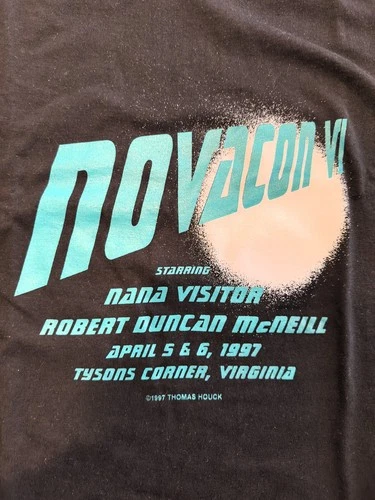 NOVACON VI
STARRING
NANA VISITOR
ROBERT DUNCAN McNEILL
APRIL 5 & 6, 1997
TYSONS CORNER, VIRGINIA
©1997 THOMAS HOUCK